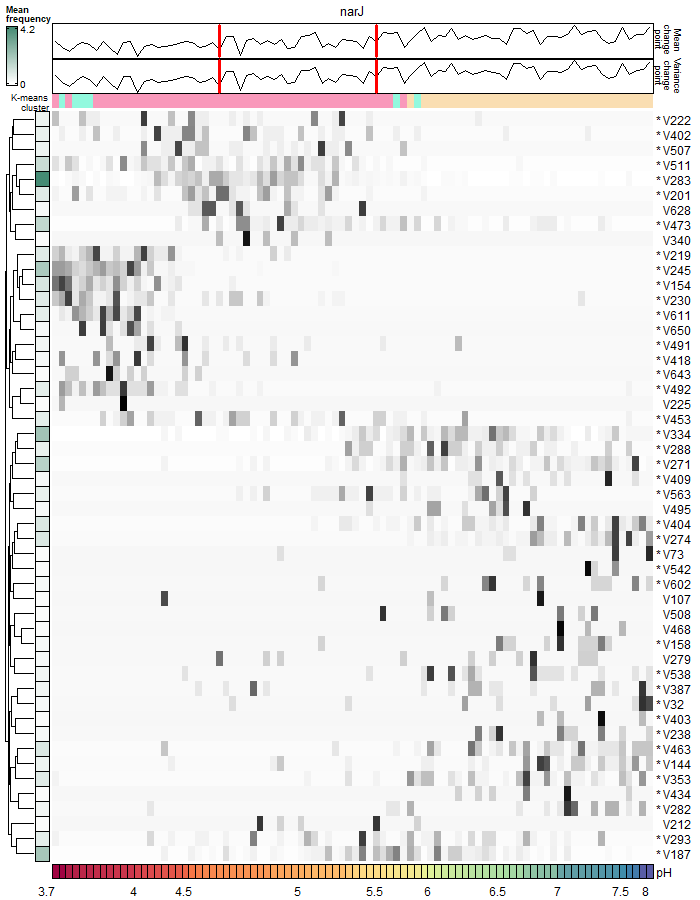 narJ
Mean
frequency
4.2
0
Mean
change
point
Variance
change
point
K-means
cluster
* V222
* V402
* V507
* V511
* V283
* V201
V628
* V473
V340
* V219
* V245
* V154
* V230
* V611
* V650
* V491
* V418
* V643
* V492
V225
* V453
* V334
* V288
* V271
* V409
* V563
V495
* V404
* V274
* V73
* V542
* V602
V107
V508
V468
* V158
V279
* V538
* V387
* V32
* V403
* V238
* V463
* V144
* V353
* V434
* V282
V212
* V293
* V187
pH
3.7 4 4.5 5 5.5 6 6.5 7 7.5 8